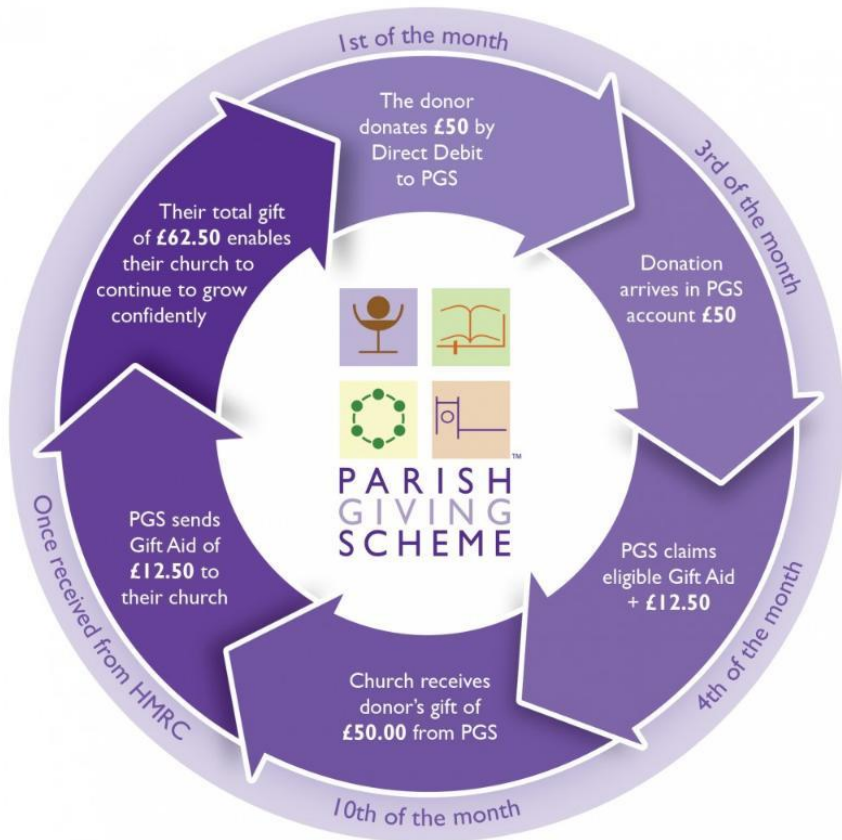 1st of the month
The donor
donates £50 by
Direct Debit
to PGS
3rd of the month
Donation
arrives in PGS
account £50
4th of the month
PGS claims
eligible Gift Aid
+ £12.50
10th of the month
Church receives
donor's gift of
£50.00 from PGS
Once received from HMRC
PGS sends
Gift Aid of
£12.50 to
their church
Their total gift
of £62.50 enables
their church to
continue to grow
confidently
PARISH
GIVING
SCHEME
TM